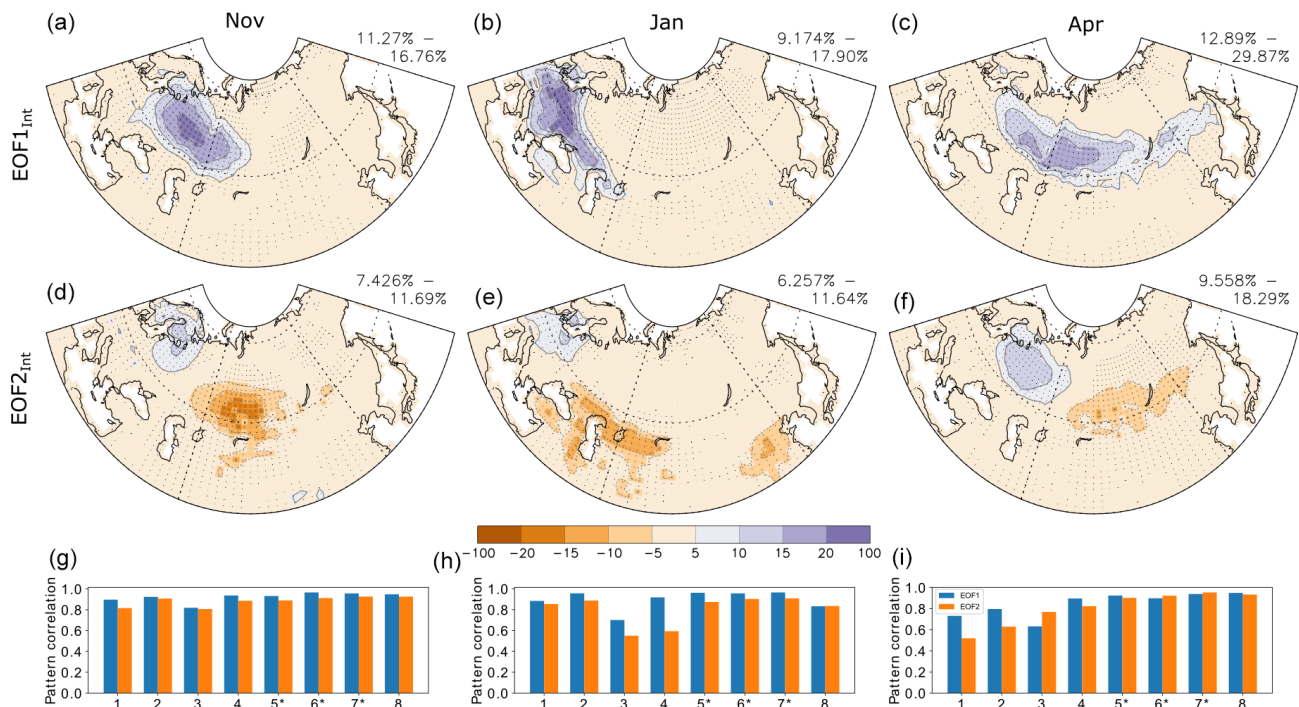 Nov
Jan
Apr
(a)
11.27% –
16.76%
(b)
9.174% –
17.90%
(c)
12.89% –
29.87%
EOF1Int
(d)
7.426% –
11.69%
(e)
6.257% –
11.64%
(f)
9.558% –
18.29%
EOF2Int
-100 -20 -15 -10 -5 5 10 15 20 100
(g)
Pattern correlation
1.0
0.8
0.6
0.4
0.2
0.0
1 2 3 4 5* 6* 7* 8
(h)
Pattern correlation
1.0
0.8
0.6
0.4
0.2
0.0
1 2 3 4 5* 6* 7* 8
(i)
EOF1
EOF2
Pattern correlation
1.0
0.8
0.6
0.4
0.2
0.0
1 2 3 4 5* 6* 7* 8